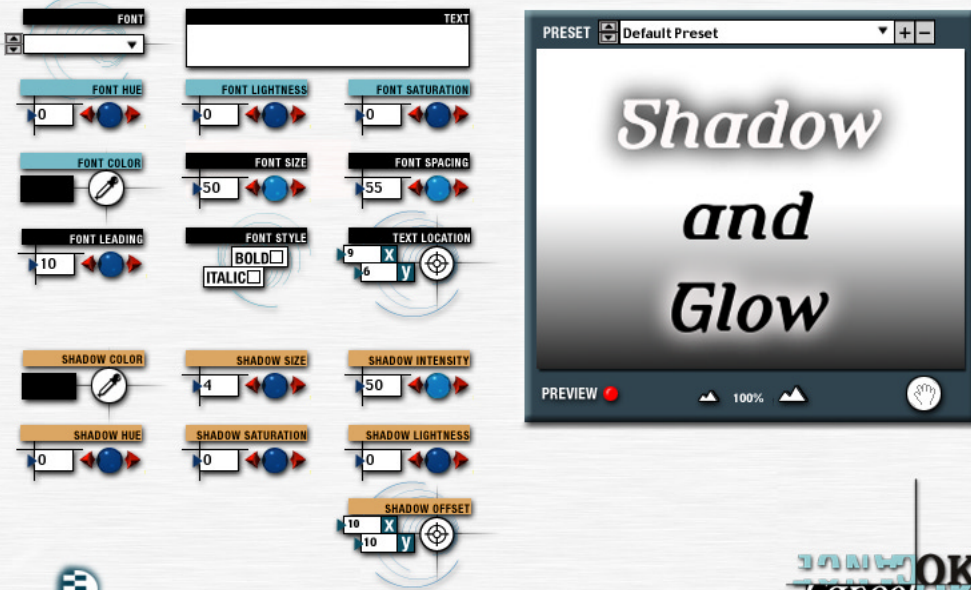 FONT
TEXT
PRESET Default Preset + −
FONT HUE
0
FONT LIGHTNESS
0
FONT SATURATION
0
Shadow
and
Glow
FONT COLOR
FONT SIZE
50
FONT SPACING
55
FONT LEADING
10
FONT STYLE
BOLD
ITALIC
TEXT LOCATION
9 X
6 y
SHADOW COLOR
SHADOW SIZE
4
SHADOW INTENSITY
50
PREVIEW 100%
SHADOW HUE
0
SHADOW SATURATION
0
SHADOW LIGHTNESS
0
SHADOW OFFSET
10 X
10 y
OK